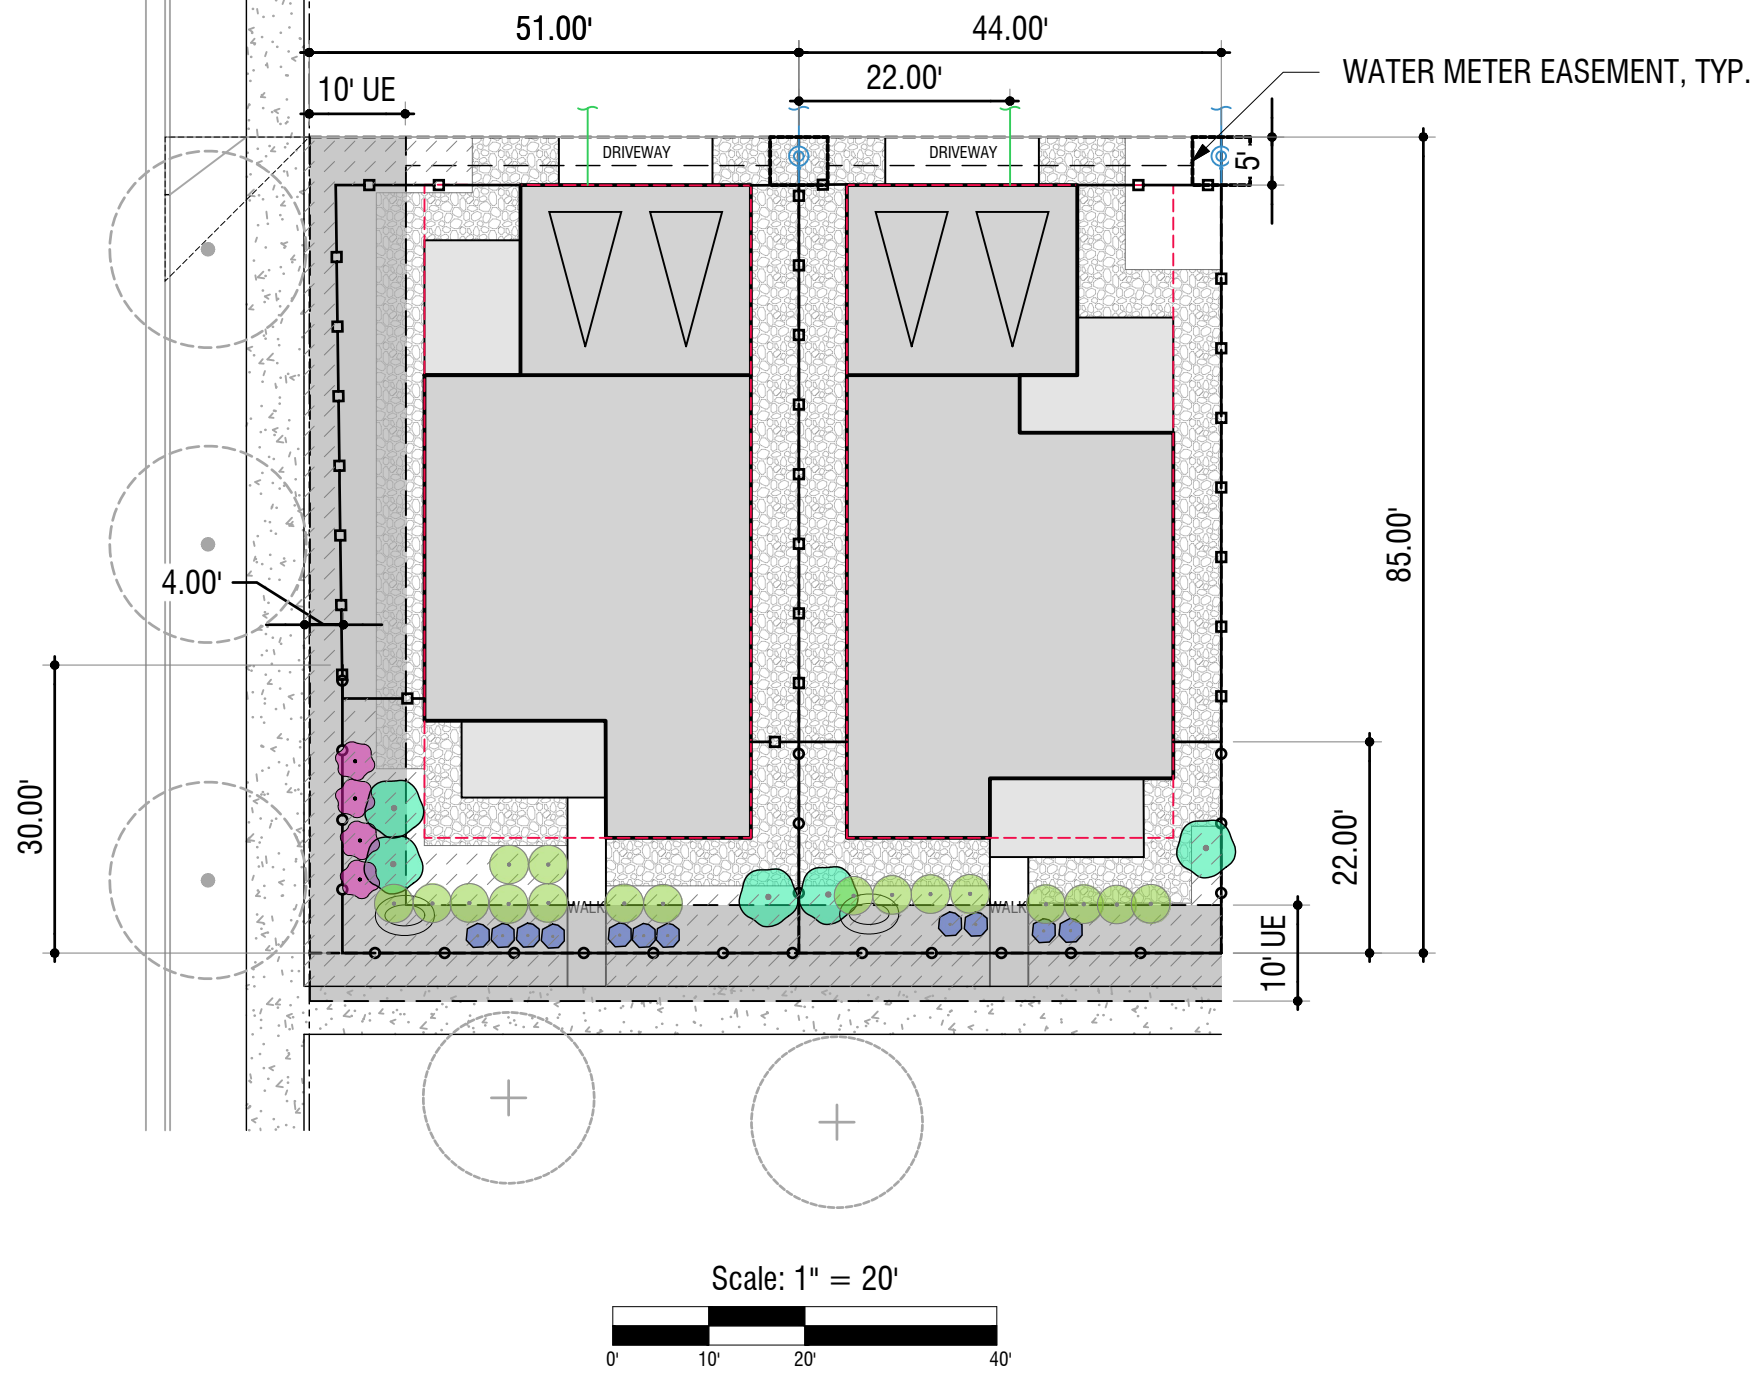 51.00'
44.00'
22.00'
WATER METER EASEMENT, TYP.
10' UE
DRIVEWAY
DRIVEWAY
5'
4.00'
85.00'
30.00'
22.00'
WALK
WALK
10' UE
Scale: 1" = 20'
0' 10' 20' 40'